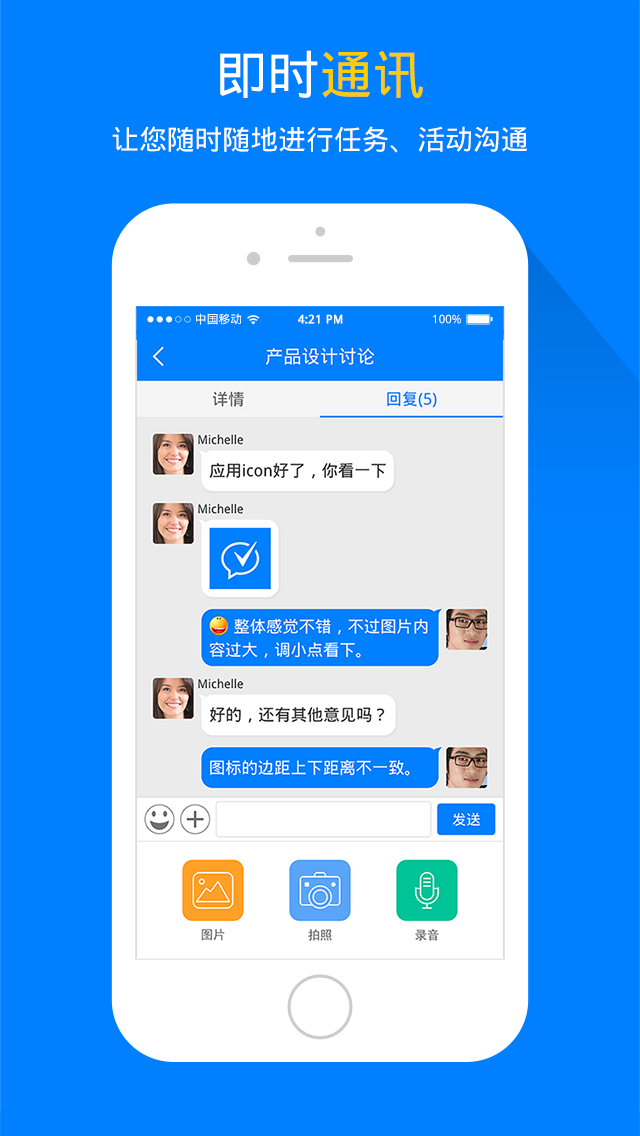 即时通讯
让您随时随地进行任务、活动沟通
中国移动 4:21 PM 100%
产品设计讨论
详情 回复(5)
Michelle
应用icon好了，你看一下
Michelle
整体感觉不错，不过图片内
容过大，调小点看下。
Michelle
好的，还有其他意见吗？
图标的边距上下距离不一致。
发送
图片 拍照 录音